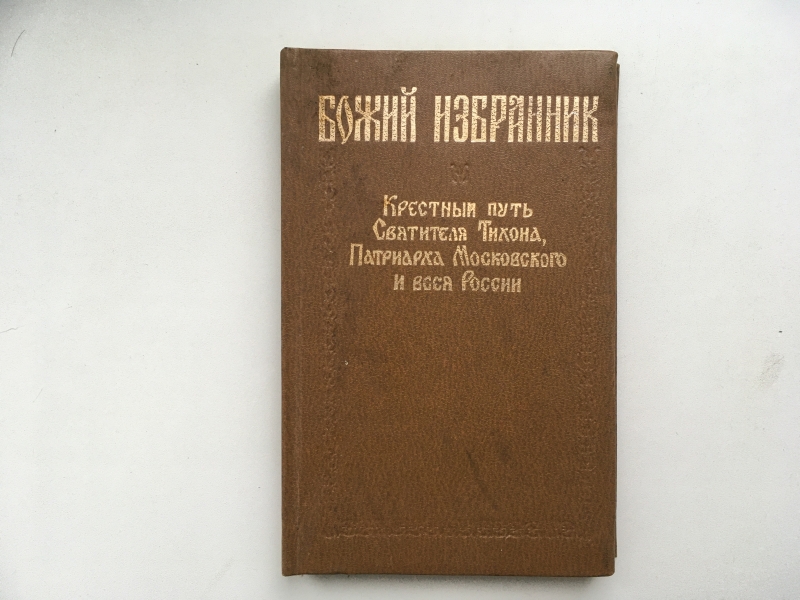 БОЖИЙ ИЗБРАННИК
Крестный путь
Святителя Тихона,
Патриарха Московского
и всея России